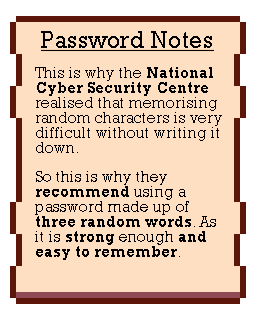 Password Notes
This is why the National
Cyber Security Centre
realised that memorising
random characters is very
difficult without writing it
down.
So this is why they
recommend using a
password made up of
three random words. As
it is strong enough and
easy to remember.